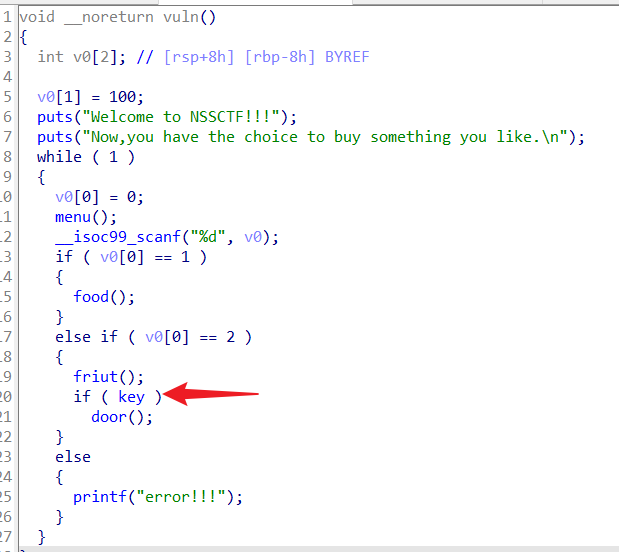 1 void __noreturn vuln()
2 {
3 int v0[2]; // [rsp+8h] [rbp-8h] BYREF
4
5 v0[1] = 100;
6 puts("Welcome to NSSCTF!!!");
7 puts("Now,you have the choice to buy something you like.\n");
8 while ( 1 )
9 {
10 v0[0] = 0;
11 menu();
12 __isoc99_scanf("%d", v0);
13 if ( v0[0] == 1 )
14 {
15 food();
16 }
17 else if ( v0[0] == 2 )
18 {
19 friut();
20 if ( key )
21 door();
22 }
23 else
24 {
25 printf("error!!!");
26 }
27 }